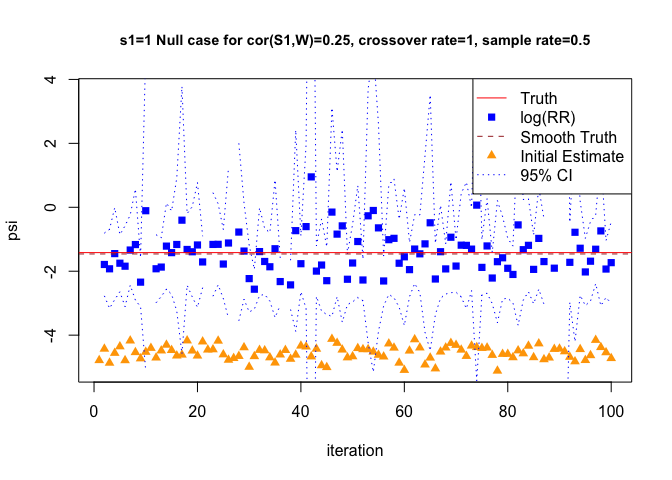 s1=1 Null case for cor(S1,W)=0.25, crossover rate=1, sample rate=0.5
Truth
log(RR)
Smooth Truth
Initial Estimate
95% CI
psi
4
2
0
-2
-4
0 20 40 60 80 100
iteration